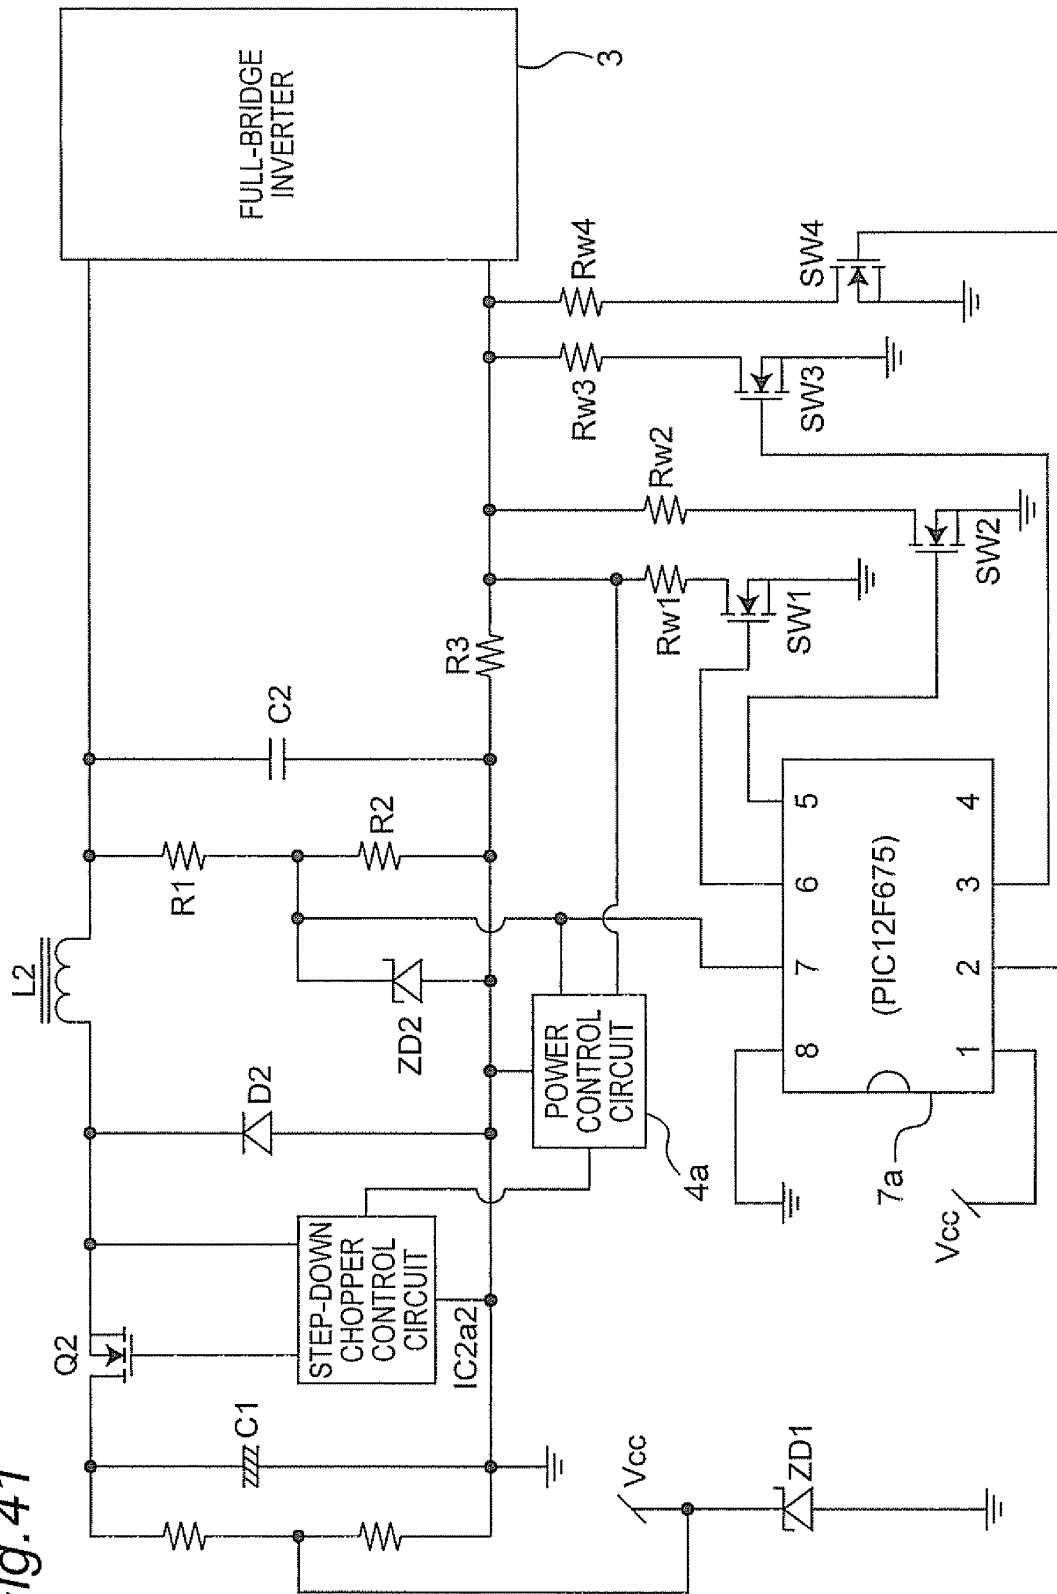 Fig.41
Q2
L2
C1
STEP-DOWN
CHOPPER
CONTROL
CIRCUIT
IC2a2
D2
ZD2
R1
R2
C2
R3
FULL-BRIDGE
INVERTER
3
POWER
CONTROL
CIRCUIT
4a
Rw1
Rw2
Rw3
Rw4
SW1
SW2
SW3
SW4
Vcc
ZD1
Vcc
7a
8
7
6
5
(PIC12F675)
1
2
3
4